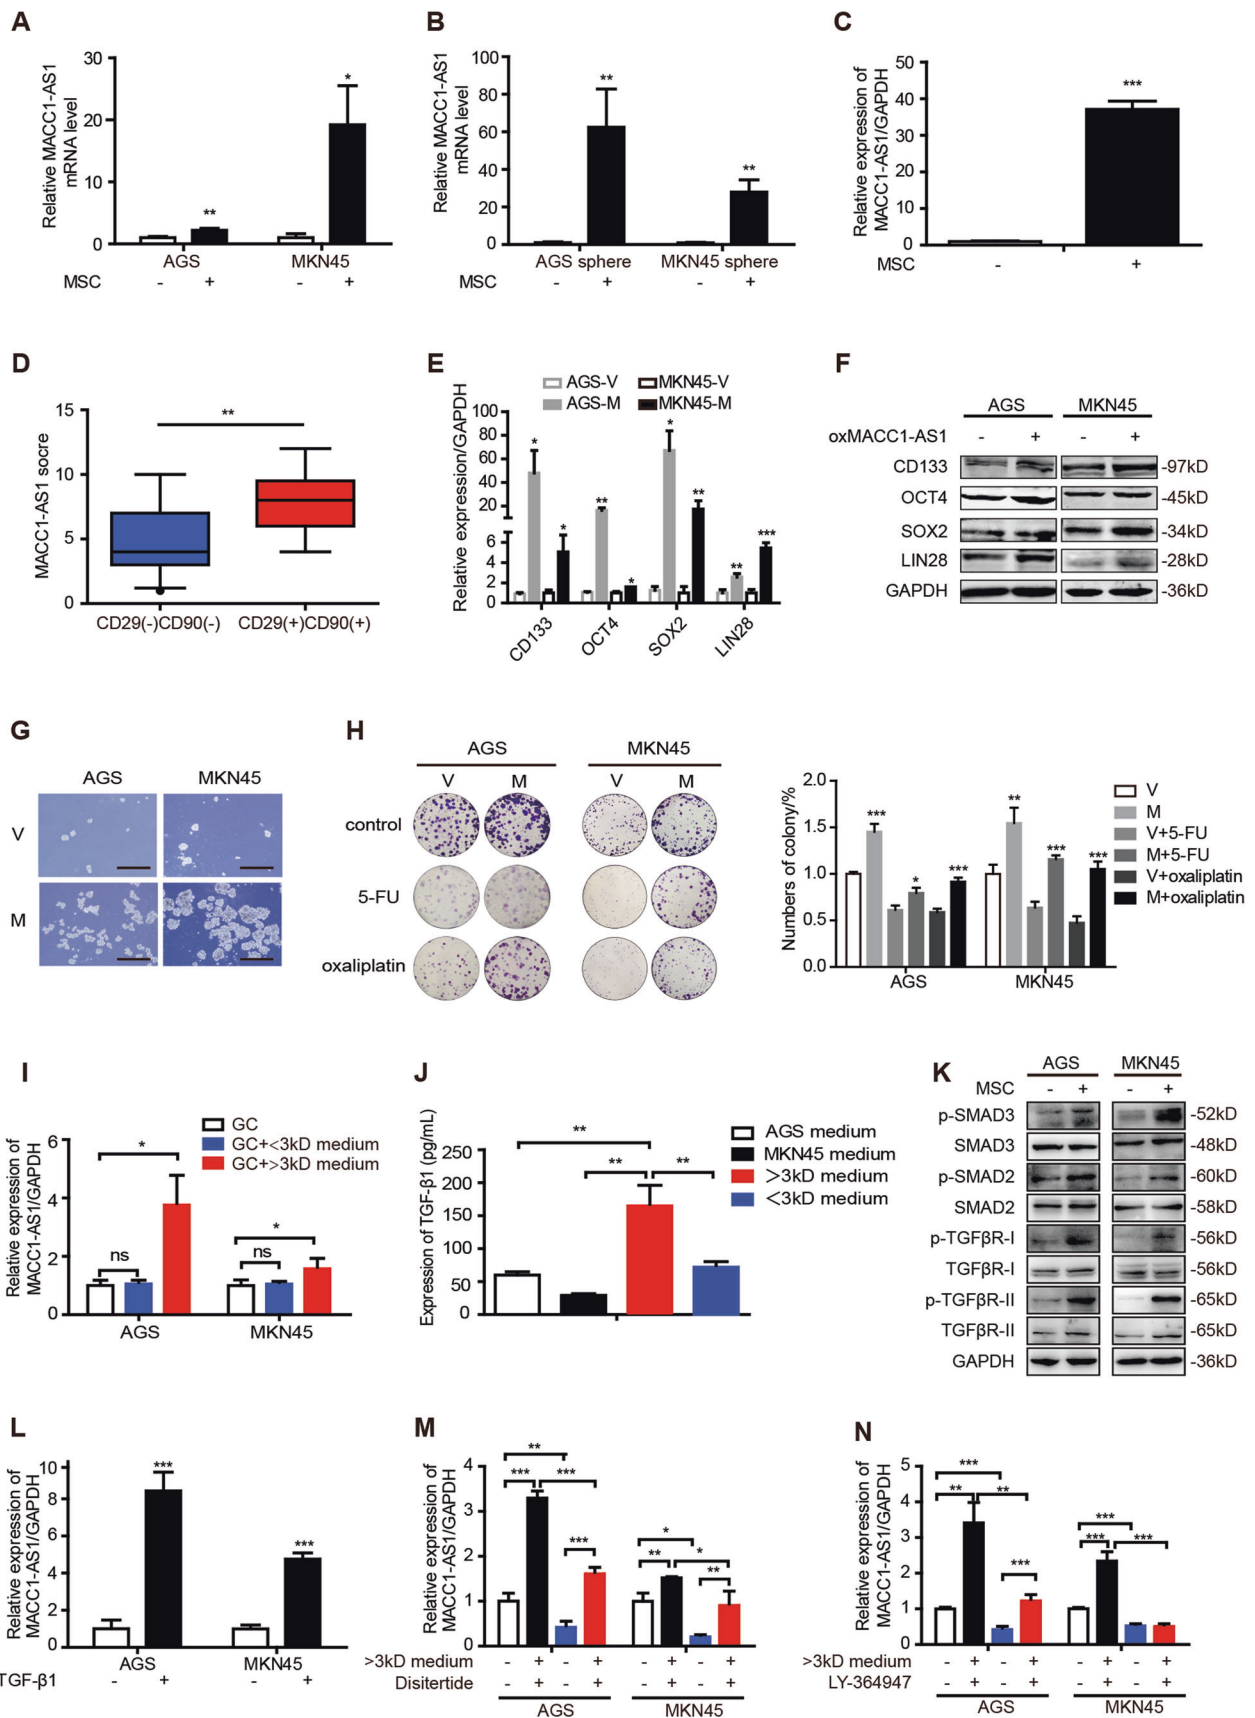 A
Relative MACC1-AS1
mRNA level
30
20
10
0
**
*
AGS
MKN45
MSC
-
+
-
+
B
Relative MACC1-AS1
mRNA level
100
80
60
40
20
0
**
**
AGS sphere
MKN45 sphere
MSC
-
+
-
+
C
Relative expression of
MACC1-AS1/GAPDH
50
40
30
20
10
0
***
MSC
-
+
D
MACC1-AS1 socre
15
10
5
0
**
CD29(-)CD90(-)
CD29(+)CD90(+)
E
AGS-V
MKN45-V
AGS-M
MKN45-M
Relative expression/GAPDH
100
80
60
40
20
6
4
2
0
*
*
**
*
*
**
**
***
CD133
OCT4
SOX2
LIN28
F
AGS
MKN45
oxMACC1-AS1
-
+
-
+
CD133
-97kD
OCT4
-45kD
SOX2
-34kD
LIN28
-28kD
GAPDH
-36kD
G
AGS
MKN45
V
M
H
AGS
MKN45
V
M
V
M
control
5-FU
oxaliplatin
Numbers of colony/%
2.0
1.5
1.0
0.5
0.0
***
*
***
**
***
***
AGS
MKN45
V
M
V+5-FU
M+5-FU
V+oxaliplatin
M+oxaliplatin
I
Relative expression of
MACC1-AS1/GAPDH
6
4
2
0
GC
GC+<3kD medium
GC+>3kD medium
*
ns
*
ns
AGS
MKN45
J
Expression of TGF-β1 (pg/mL)
250
200
150
100
50
0
**
**
**
AGS medium
MKN45 medium
>3kD medium
<3kD medium
K
AGS
MKN45
MSC
-
+
-
+
p-SMAD3
-52kD
SMAD3
-48kD
p-SMAD2
-60kD
SMAD2
-58kD
p-TGFβR-I
-56kD
TGFβR-I
-56kD
p-TGFβR-II
-65kD
TGFβR-II
-65kD
GAPDH
-36kD
L
Relative expression of
MACC1-AS1/GAPDH
10
8
6
4
2
0
***
***
AGS
MKN45
TGF-β1
-
+
-
+
M
Relative expression of
MACC1-AS1/GAPDH
4
3
2
1
0
**
***
***
***
*
**
*
**
>3kD medium
-
+
-
+
-
+
-
+
Disitertide
-
+
-
+
-
+
-
+
AGS
MKN45
N
Relative expression of
MACC1-AS1/GAPDH
5
4
3
2
1
0
***
**
**
***
***
***
***
>3kD medium
-
+
-
+
-
+
-
+
LY-364947
-
+
-
+
-
+
-
+
AGS
MKN45